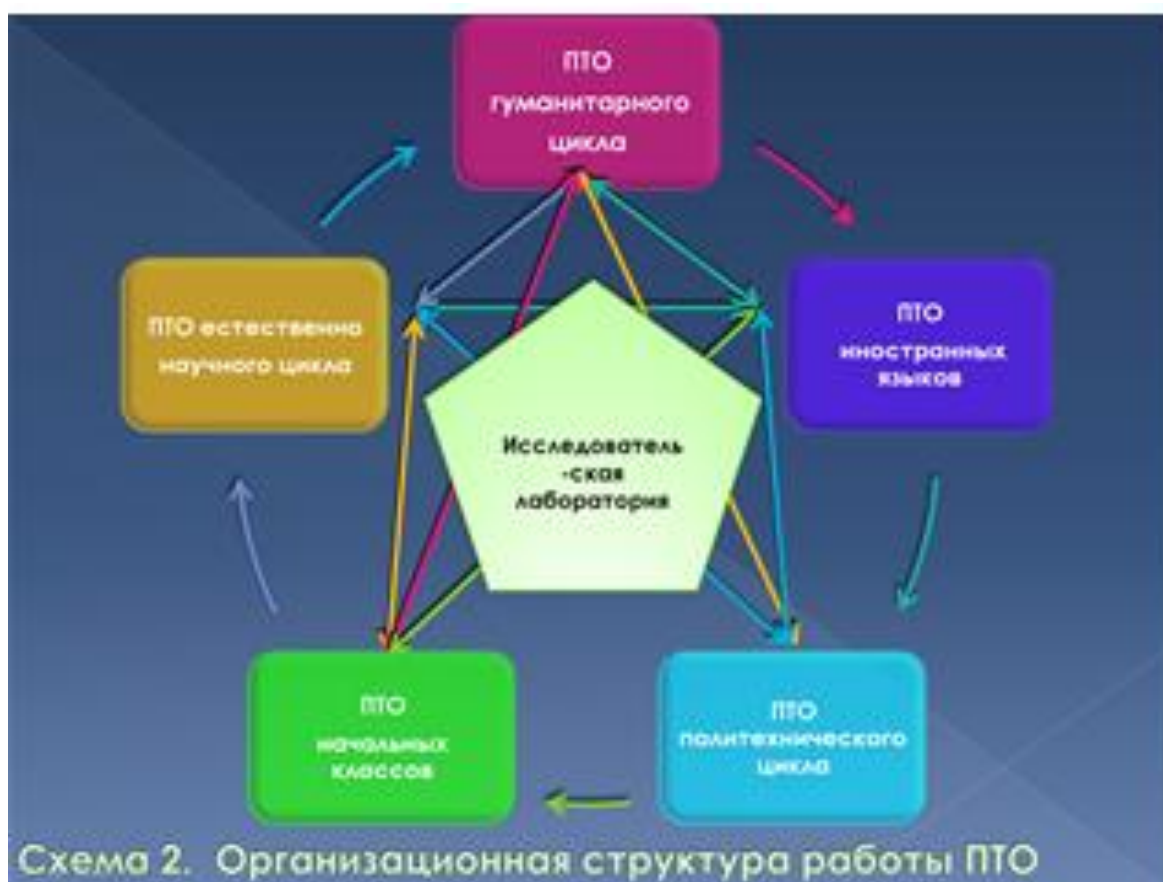 ПТО
гуманитарного
цикла
ПТО естественно
научного цикла
ПТО
иностранных
языков
Исследователь
-ская
лаборатория
ПТО
начальных
классов
ПТО
политехнического
цикла
Схема 2. Организационная структура работы ПТО